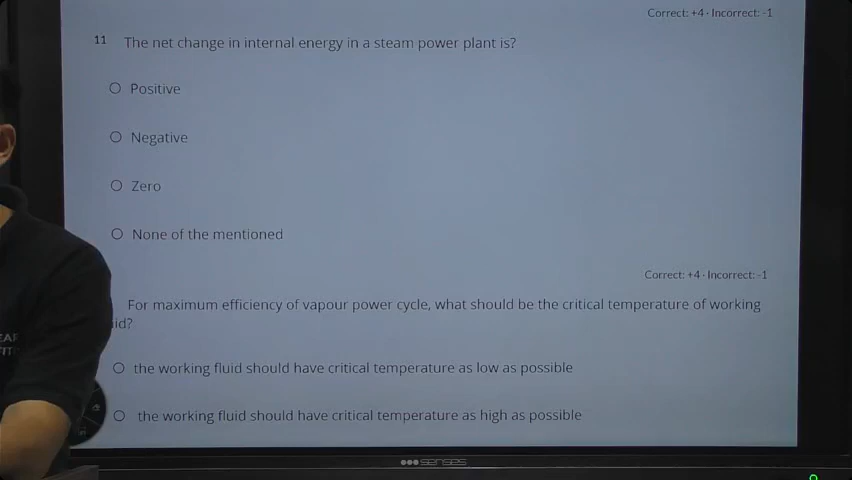 Correct: +4 - Incorrect: -1
11 The net change in internal energy in a steam power plant is?
Positive
Negative
Zero
None of the mentioned
Correct: +4 - Incorrect: -1
For maximum efficiency of vapour power cycle, what should be the critical temperature of working
id?
the working fluid should have critical temperature as low as possible
the working fluid should have critical temperature as high as possible
senses